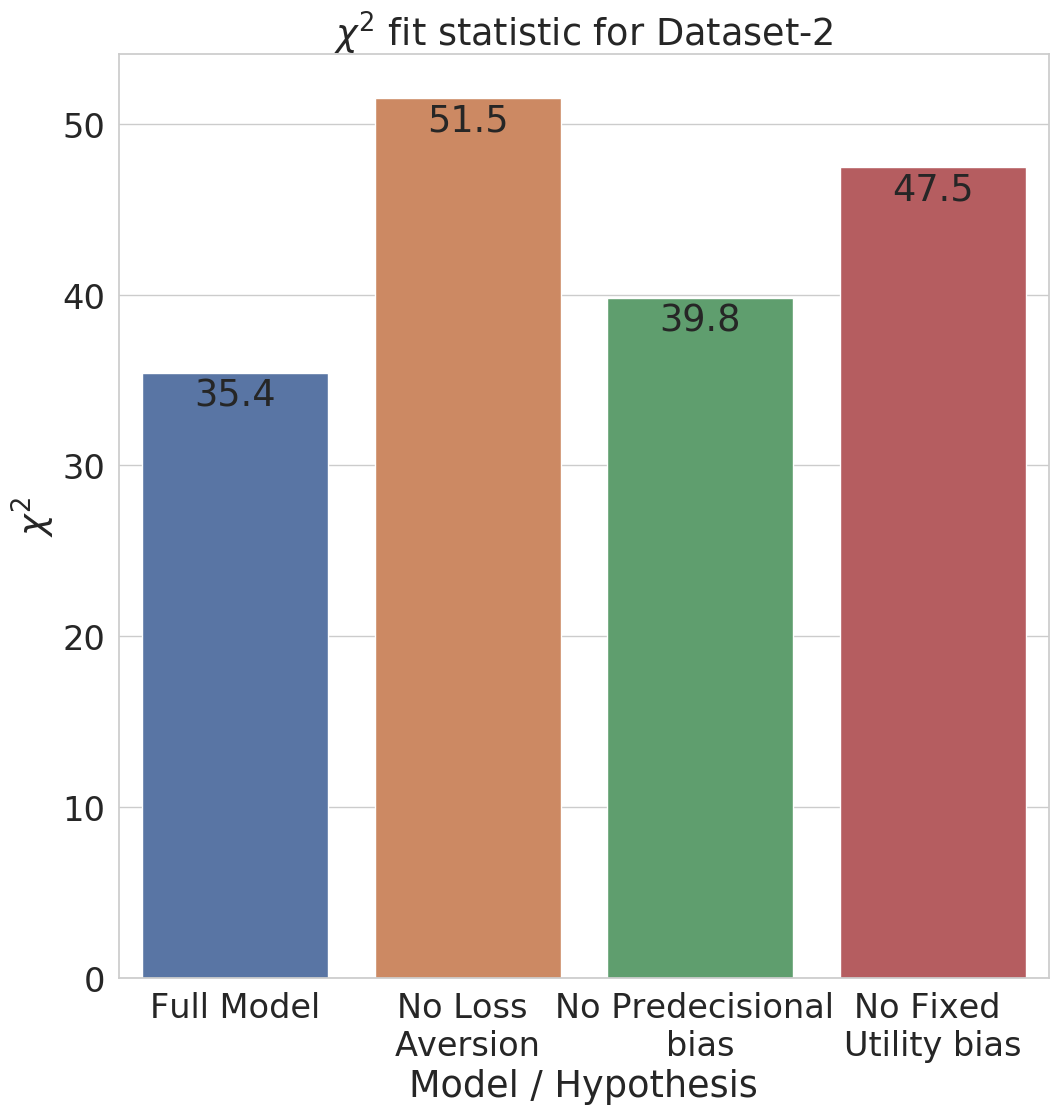 χ² fit statistic for Dataset-2
χ²
50
40
30
20
10
0
35.4
51.5
39.8
47.5
Full Model
No Loss
Aversion
No Predecisional
bias
No Fixed
Utility bias
Model / Hypothesis